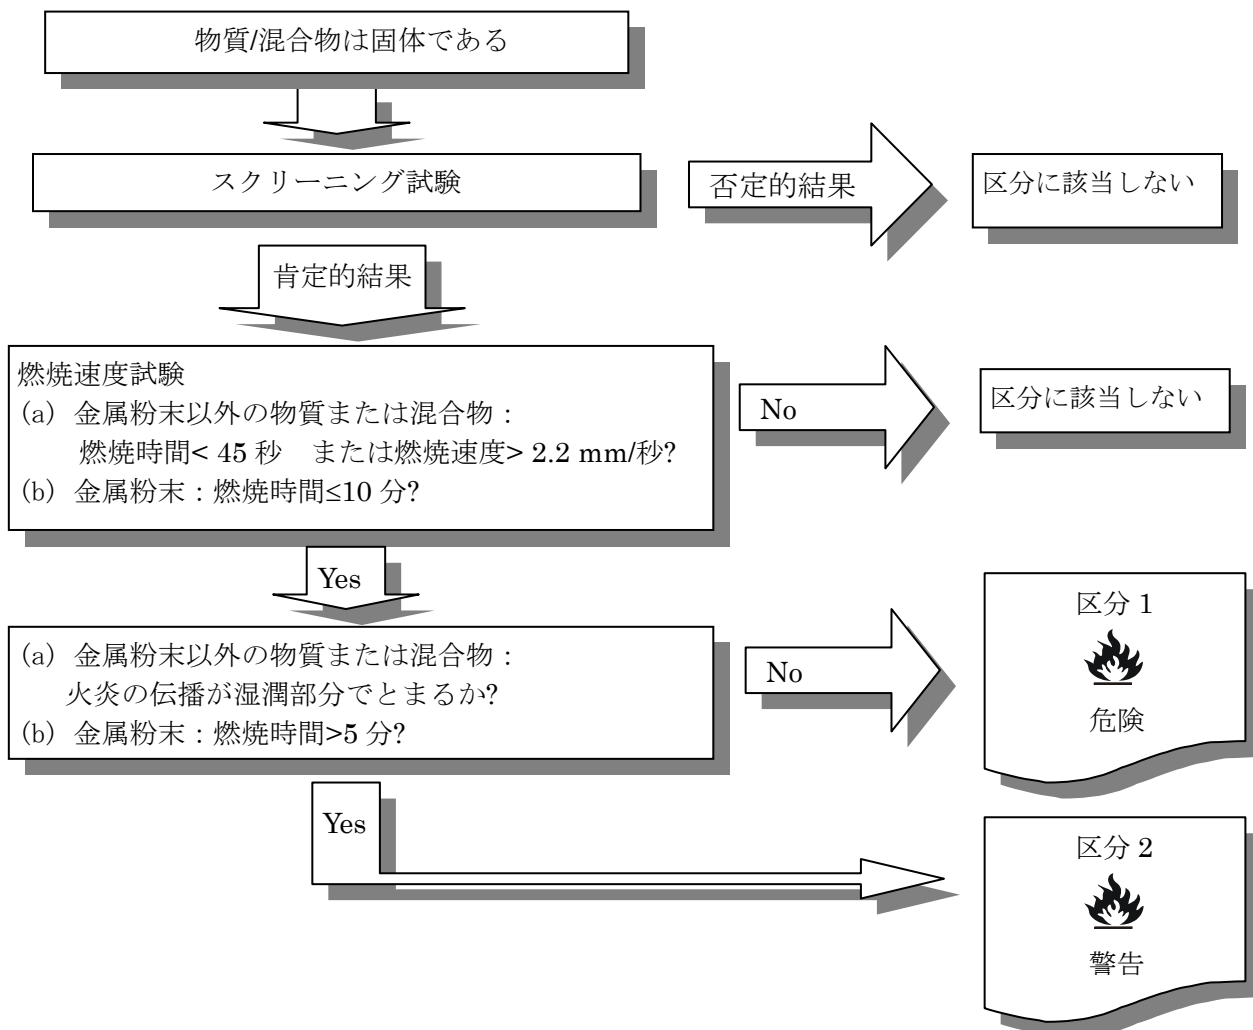 物質/混合物は固体である
スクリーニング試験
否定的結果
区分に該当しない
肯定的結果
燃焼速度試験
(a) 金属粉末以外の物質または混合物：
燃焼時間< 45 秒　または燃焼速度> 2.2 mm/秒?
(b) 金属粉末：燃焼時間≤10 分?
No
区分に該当しない
Yes
(a) 金属粉末以外の物質または混合物：
火炎の伝播が湿潤部分でとまるか?
(b) 金属粉末：燃焼時間>5 分?
No
区分 1
危険
Yes
区分 2
警告